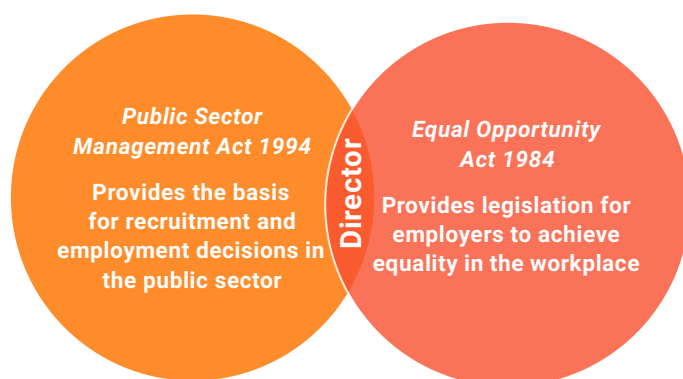 Public Sector
Management Act 1994
Provides the basis
for recruitment and
employment decisions in
the public sector
Director
Equal Opportunity
Act 1984
Provides legislation for
employers to achieve
equality in the workplace